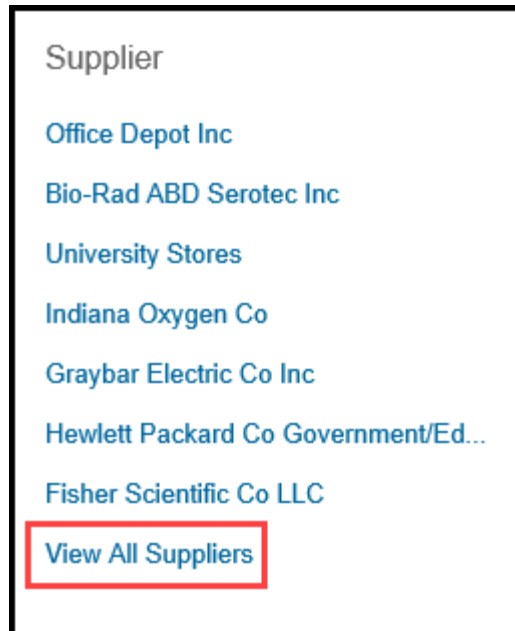 Supplier
Office Depot Inc
Bio-Rad ABD Serotec Inc
University Stores
Indiana Oxygen Co
Graybar Electric Co Inc
Hewlett Packard Co Government/Ed...
Fisher Scientific Co LLC
View All Suppliers